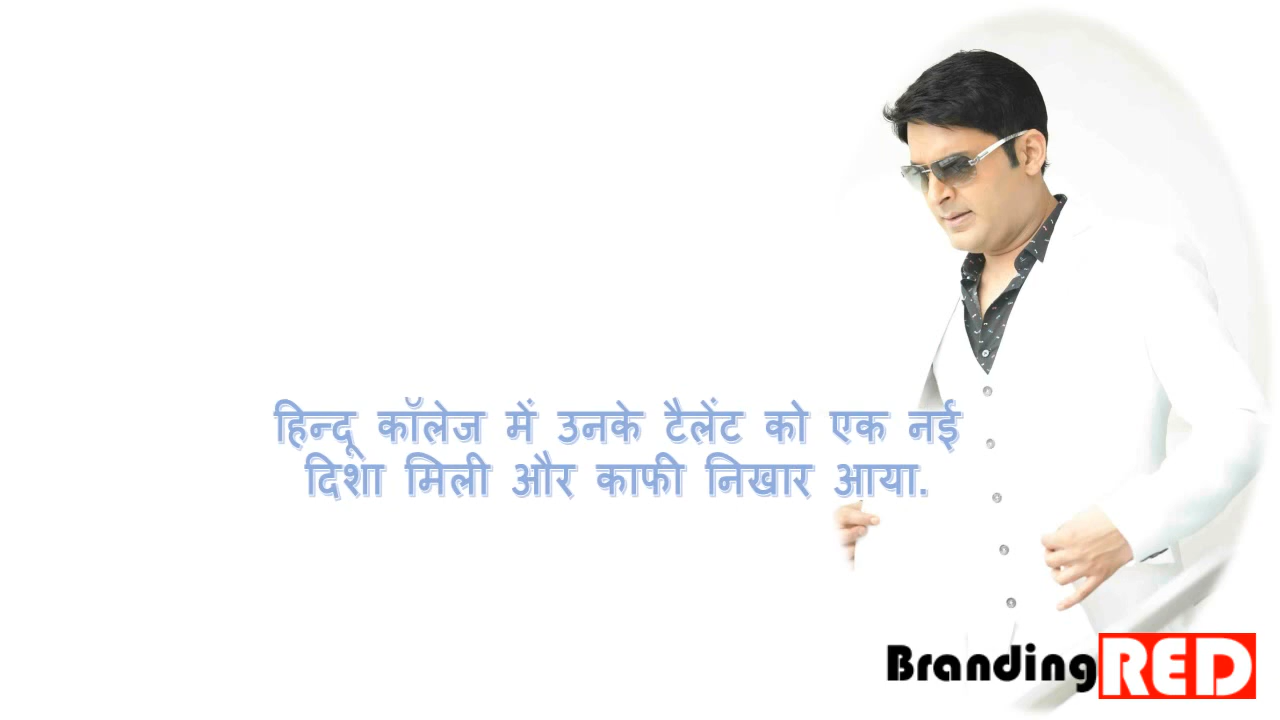 हिन्दू कॉलेज में उनके टैलेंट को एक नई
दिशा मिली और काफी निखार आया.
BrandingRED